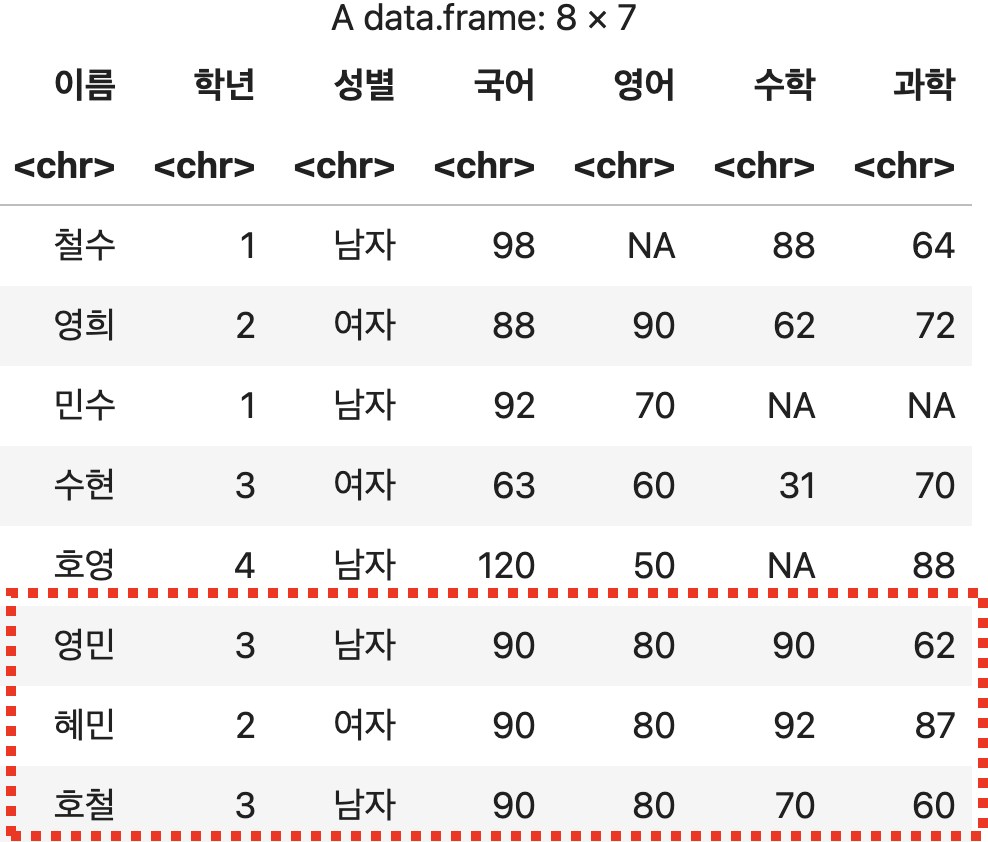 A data.frame: 8 × 7
이름 학년 성별 국어 영어 수학 과학
<chr> <chr> <chr> <chr> <chr> <chr> <chr>
철수 1 남자 98 NA 88 64
영희 2 여자 88 90 62 72
민수 1 남자 92 70 NA NA
수현 3 여자 63 60 31 70
호영 4 남자 120 50 NA 88
영민 3 남자 90 80 90 62
혜민 2 여자 90 80 92 87
호철 3 남자 90 80 70 60